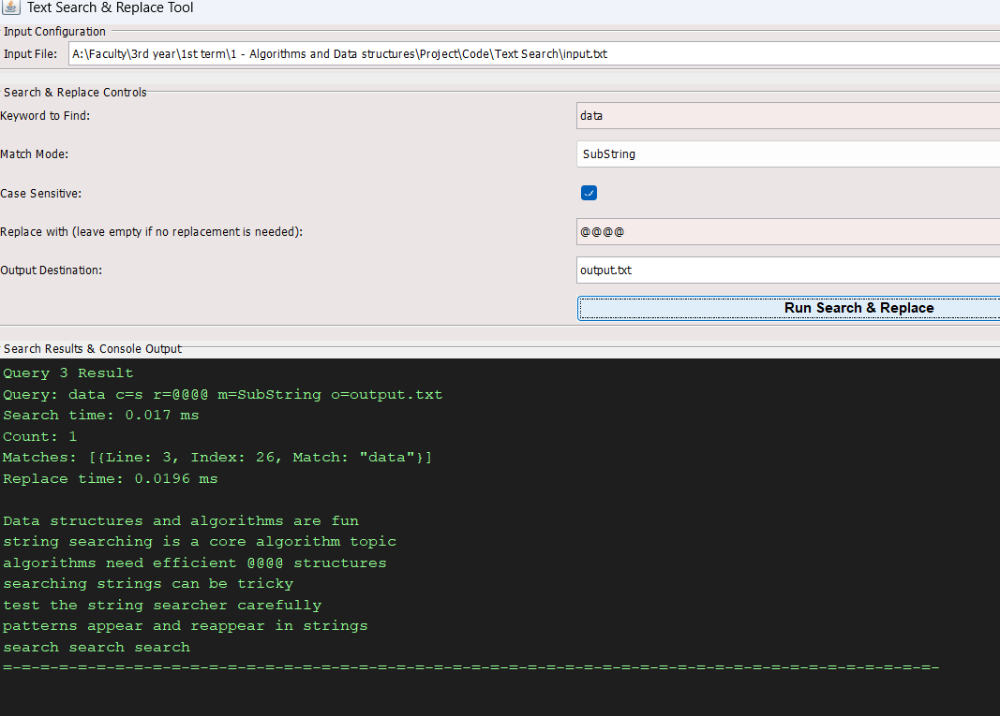 Text Search & Replace Tool
Input Configuration
Input File: A:\Faculty\3rd year\1st term\1 - Algorithms and Data structures\Project\Code\Text Search\input.txt
Search & Replace Controls
Keyword to Find: data
Match Mode: SubString
Case Sensitive:
Replace with (leave empty if no replacement is needed): @@@@
Output Destination: output.txt
Run Search & Replace
Search Results & Console Output
Query 3 Result
Query: data c=s r=@@@@ m=SubString o=output.txt
Search time: 0.017 ms
Count: 1
Matches: [{Line: 3, Index: 26, Match: "data"}]
Replace time: 0.0196 ms
Data structures and algorithms are fun
string searching is a core algorithm topic
algorithms need efficient @@@@ structures
searching strings can be tricky
test the string searcher carefully
patterns appear and reappear in strings
search search search
=-=-=-=-=-=-=-=-=-=-=-=-=-=-=-=-=-=-=-=-=-=-=-=-=-=-=-=-=-=-=-=-=-=-=-=-=-=-=-=-=-=-=-=-=-=-=-=-=-=-